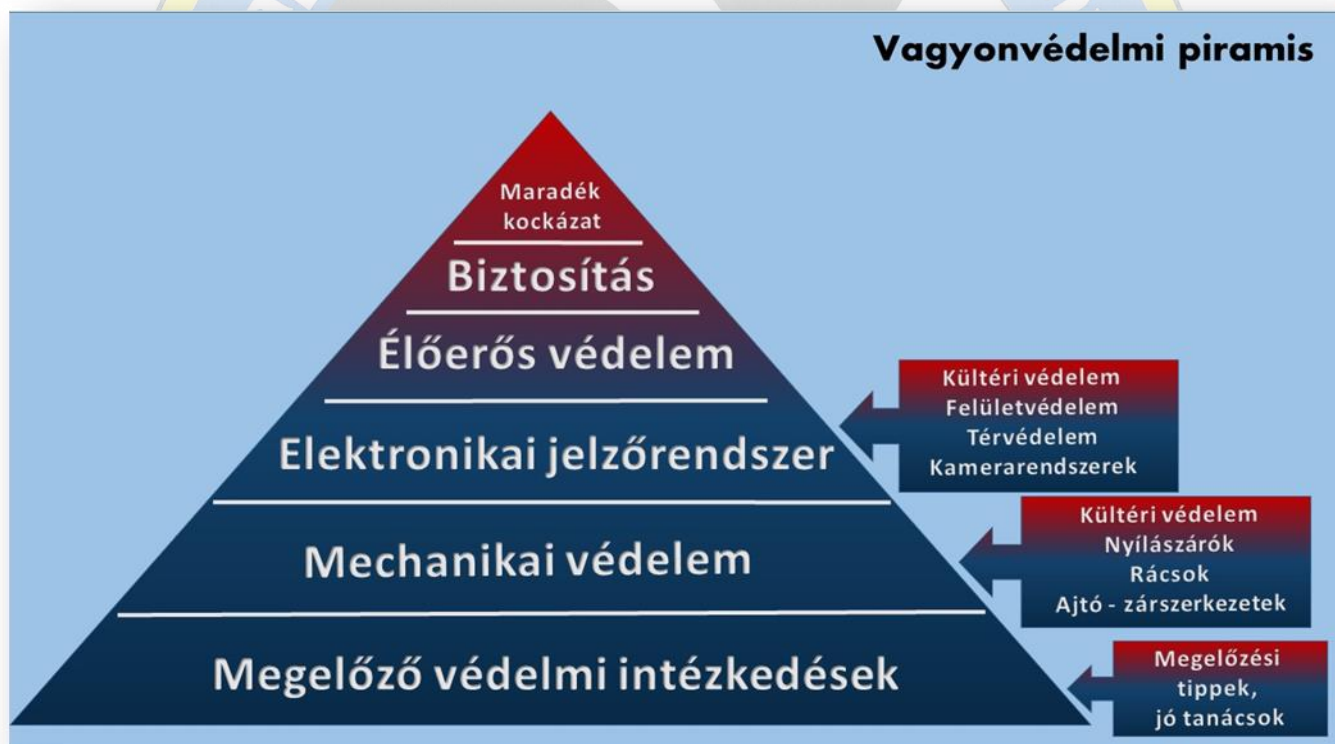 Vagyonvédelmi piramis
Maradék
kockázat
Biztosítás
Élőerős védelem
Elektronikai jelzőrendszer
Mechanikai védelem
Megelőző védelmi intézkedések
Kültéri védelem
Felületvédelem
Térvédelem
Kamerarendszerek
Kültéri védelem
Nyílászárók
Rácsok
Ajtó - zárszerkezetek
Megelőzési
tippek,
jó tanácsok